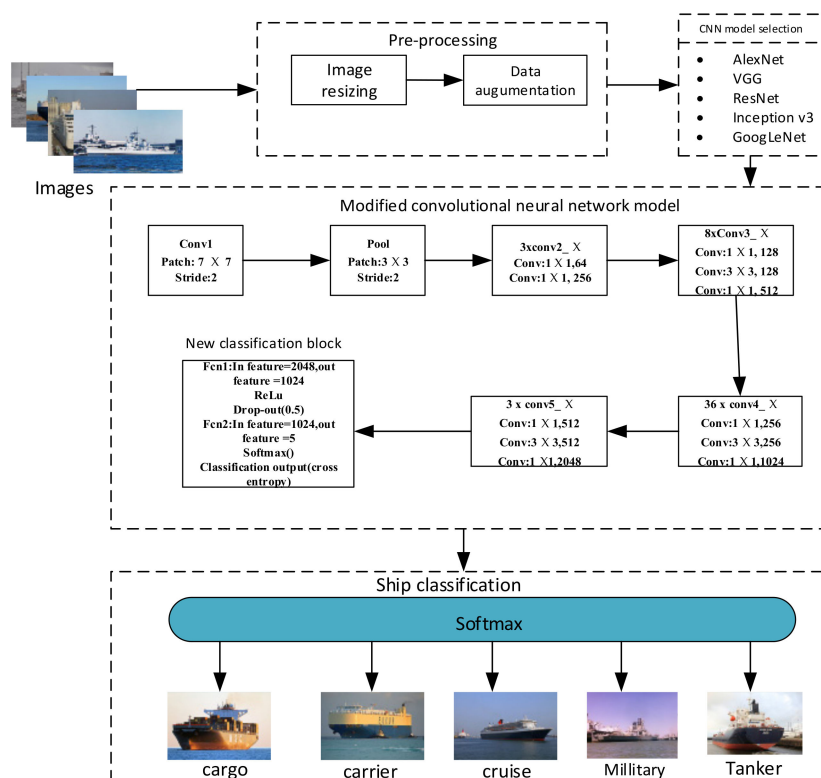 Pre-processing
Image
resizing
Data
augumentation
CNN model selection
AlexNet
VGG
ResNet
Inception v3
GoogLeNet
Images
Modified convolutional neural network model
Conv1
Patch: 7 X 7
Stride:2
Pool
Patch:3 X 3
Stride:2
3xconv2_ X
Conv:1 X 1,64
Conv:1 X 1, 256
8xConv3_ X
Conv:1 X 1, 128
Conv:3 X 3, 128
Conv:1 X 1, 512
New classification block
Fcn1:In feature=2048,out
feature =1024
ReLu
Drop-out(0.5)
Fcn2:In feature=1024,out
feature =5
Softmax()
Classification output(cross
entropy)
3 x conv5_ X
Conv:1 X 1,512
Conv:3 X 3,512
Conv:1 X1,2048
36 x conv4_ X
Conv:1 X 1,256
Conv:3 X 3,256
Conv:1 X 1,1024
Ship classification
Softmax
cargo
carrier
cruise
Millitary
Tanker